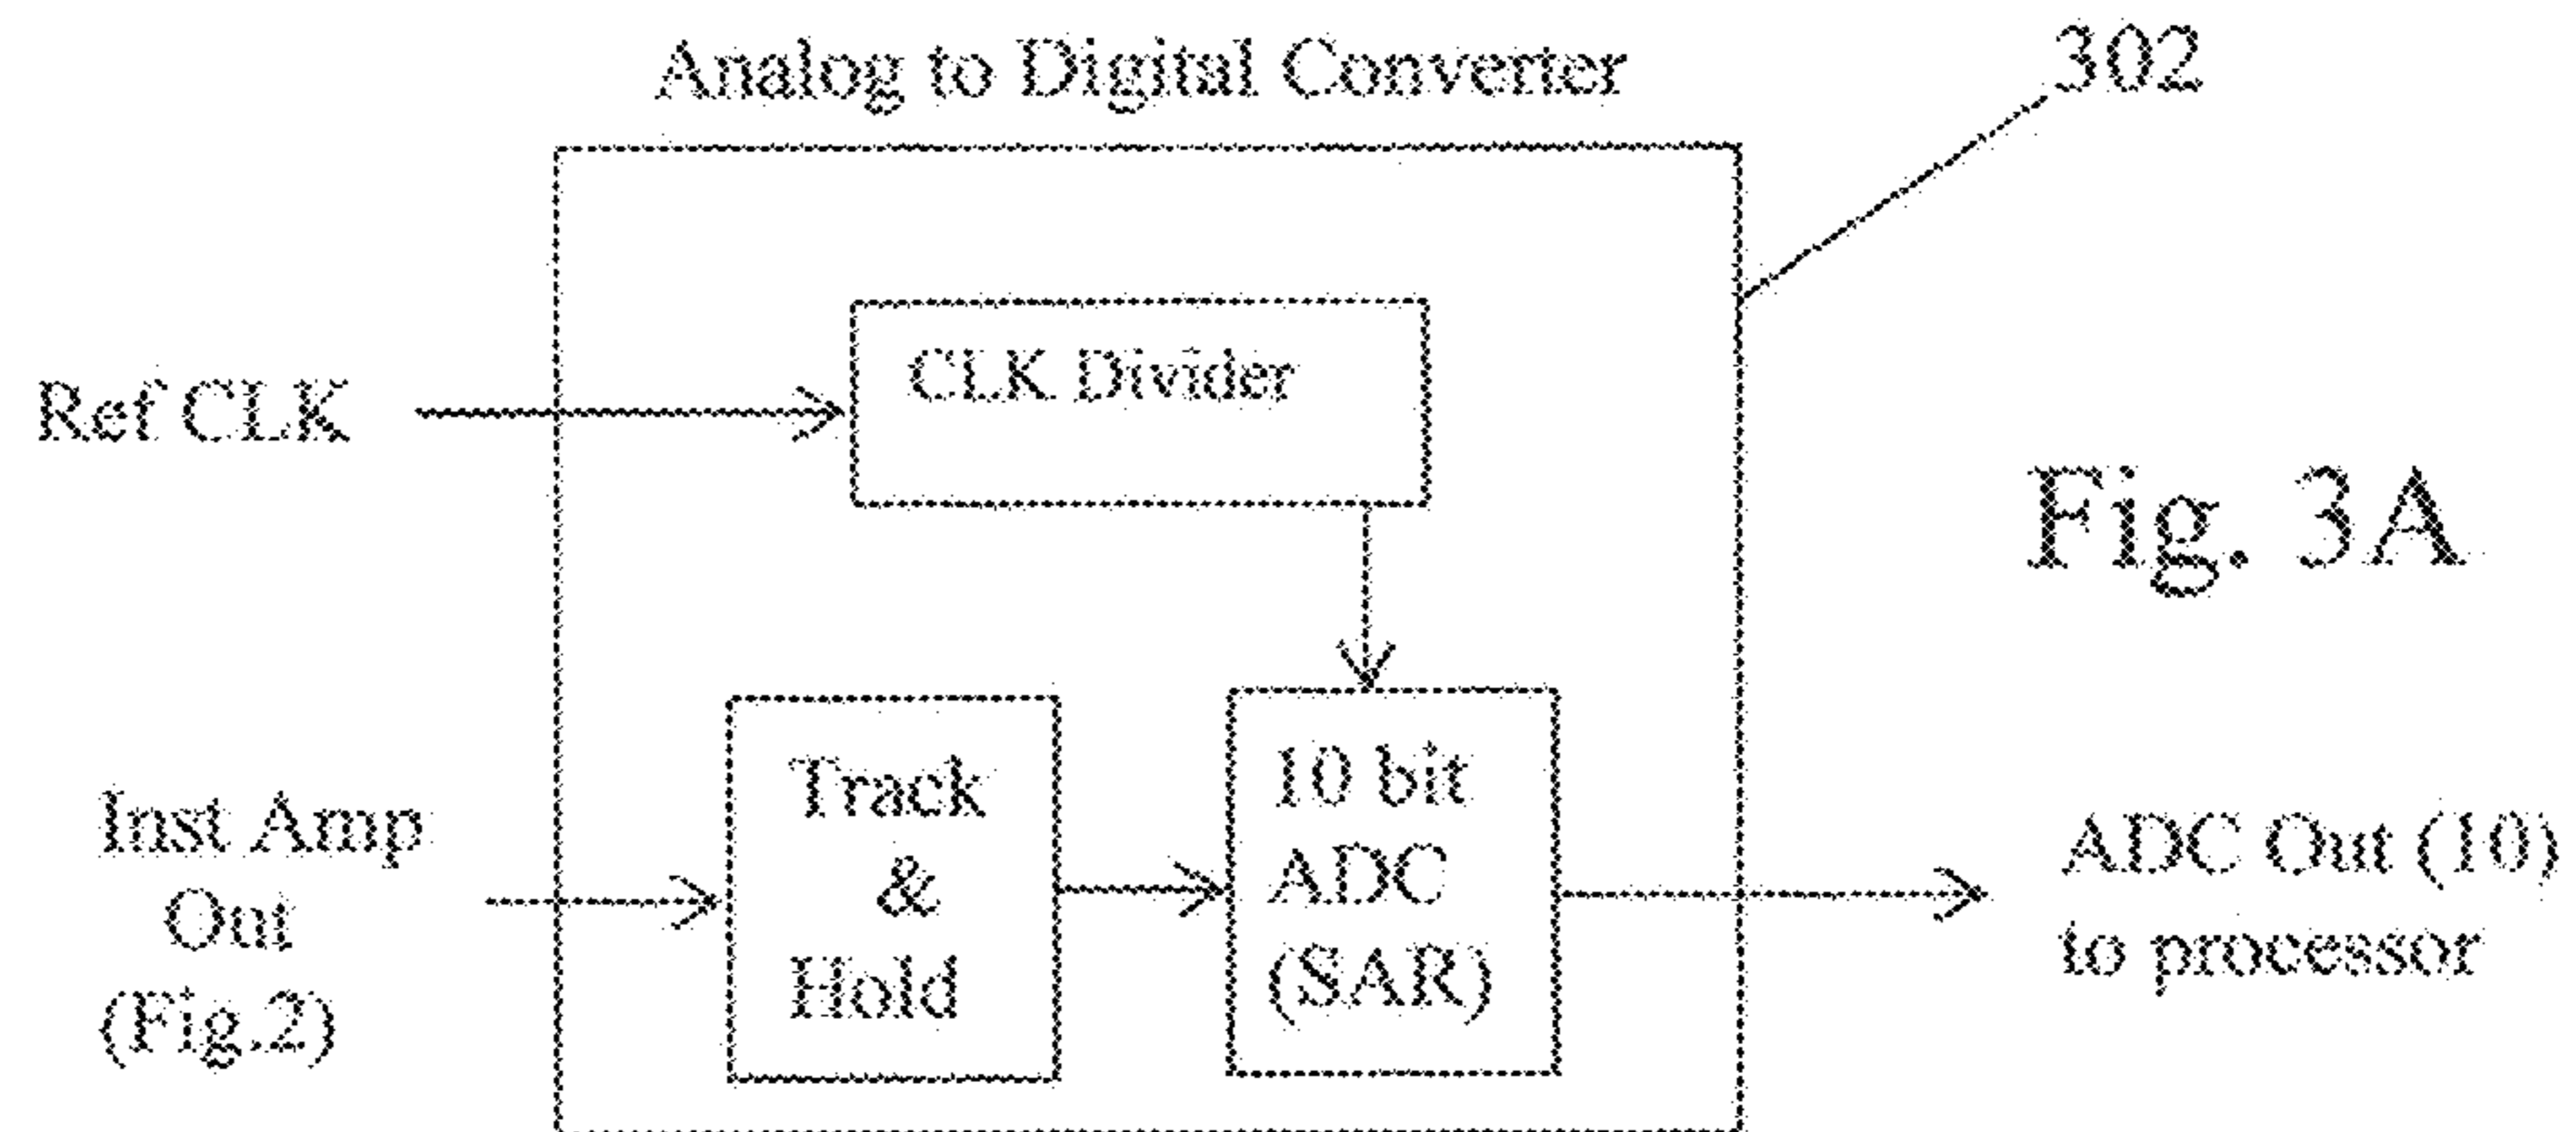 Analog to Digital Converter
302
CLK Divider
Ref CLK
Fig. 3A
Track
&
Hold
10 bit
ADC
(SAR)
Inst Amp
Out
(Fig.2)
ADC Out (10)
to processor